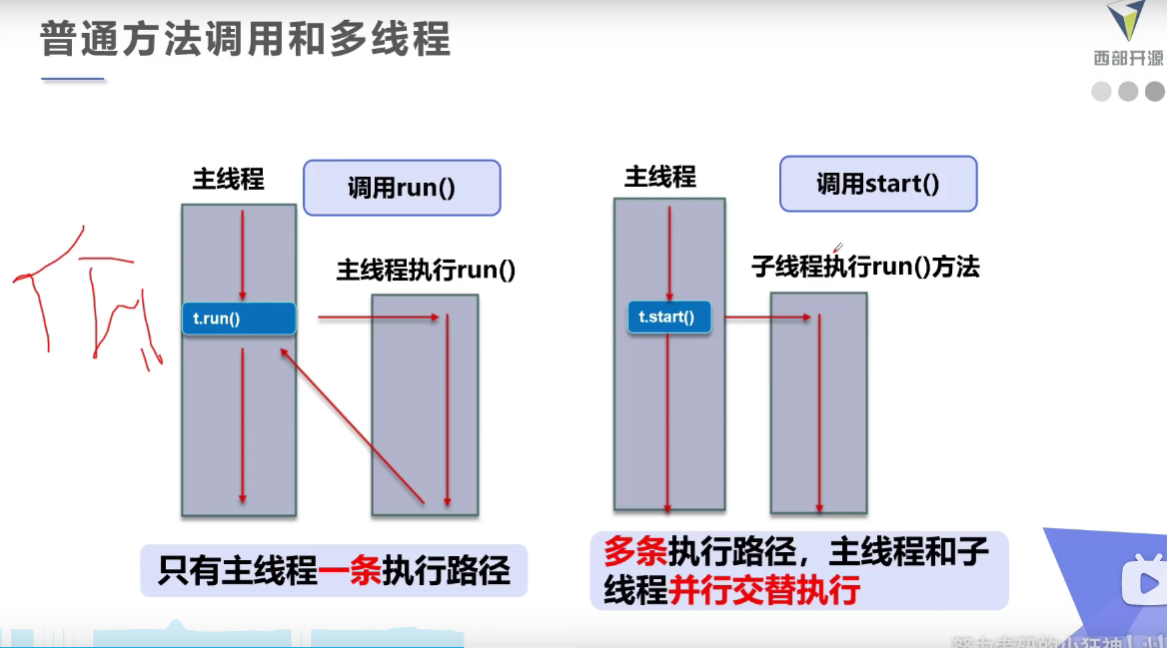 普通方法调用和多线程
西部开源
主线程
调用run()
主线程执行run()
t.run()
只有主线程一条执行路径
主线程
调用start()
子线程执行run()方法
t.start()
多条执行路径，主线程和子
线程并行交替执行